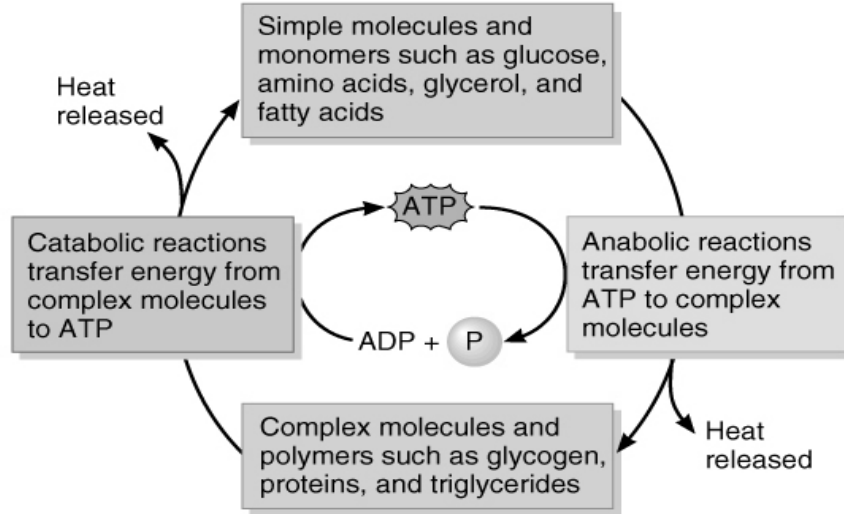 Simple molecules and
monomers such as glucose,
amino acids, glycerol, and
fatty acids
Heat
released
ATP
Catabolic reactions
transfer energy from
complex molecules
to ATP
Anabolic reactions
transfer energy from
ATP to complex
molecules
ADP + P
Complex molecules and
polymers such as glycogen,
proteins, and triglycerides
Heat
released